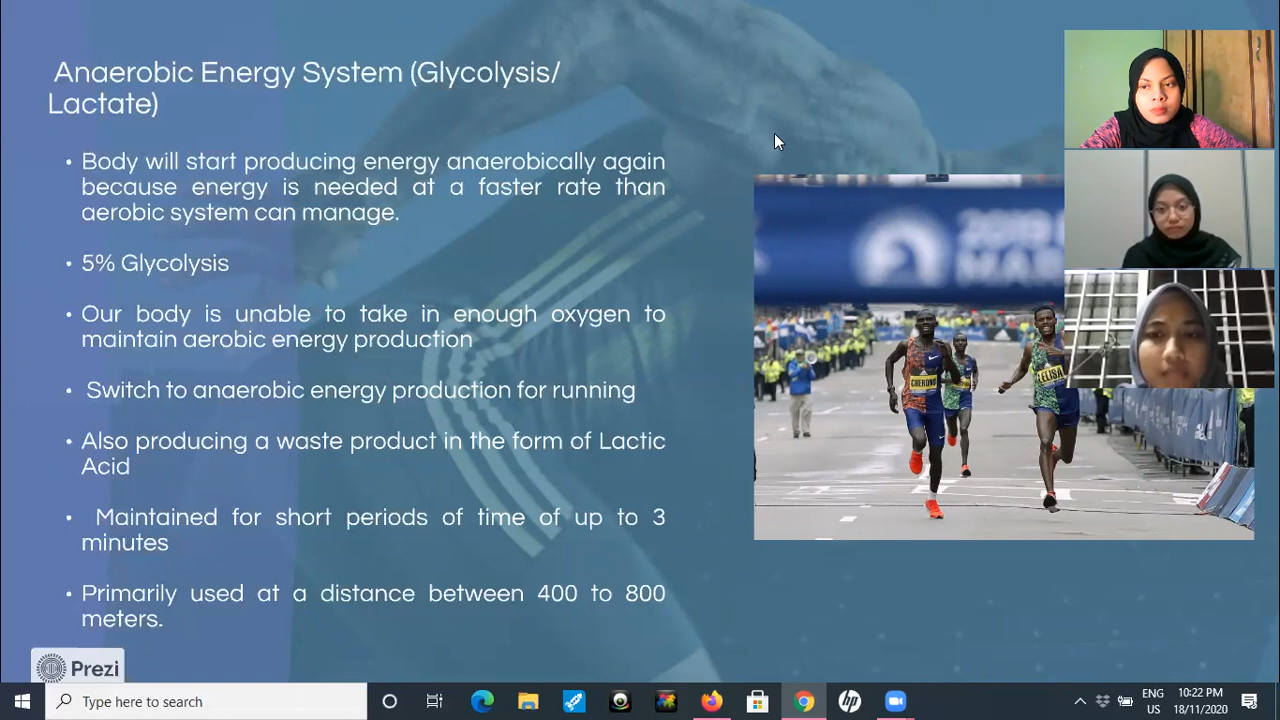 Anaerobic Energy System (Glycolysis/
Lactate)
• Body will start producing energy anaerobically again
because energy is needed at a faster rate than
aerobic system can manage.
• 5% Glycolysis
• Our body is unable to take in enough oxygen to
maintain aerobic energy production
• Switch to anaerobic energy production for running
• Also producing a waste product in the form of Lactic
Acid
• Maintained for short periods of time of up to 3
minutes
• Primarily used at a distance between 400 to 800
meters.
2019
MAR
CHERONO
LELISA
Prezi
Type here to search
hp
ENG
US
10:22 PM
18/11/2020